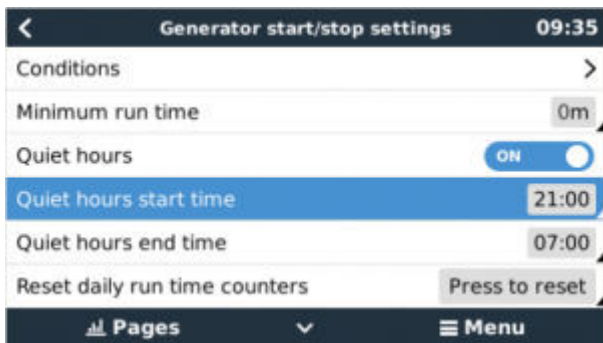 Generator start/stop settings 09:35
Conditions
Minimum run time 0m
Quiet hours ON
Quiet hours start time 21:00
Quiet hours end time 07:00
Reset daily run time counters Press to reset
Pages Menu